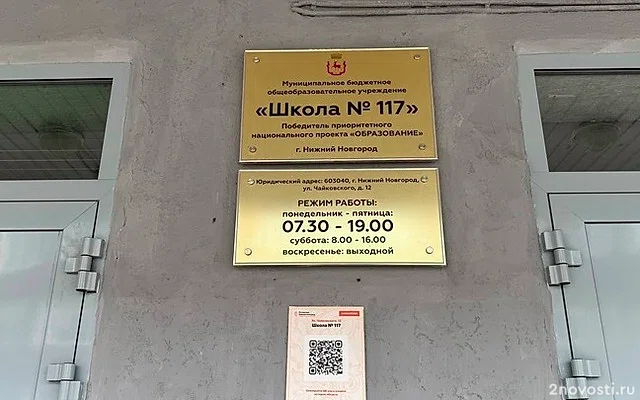 Муниципальное бюджетное
общеобразовательное учреждение
«Школа № 117»
Победитель приоритетного
национального проекта «ОБРАЗОВАНИЕ»
г. Нижний Новгород
Юридический адрес: 603040, г. Нижний Новгород,
ул. Чайковского, д. 12
РЕЖИМ РАБОТЫ:
понедельник - пятница:
07.30 - 19.00
суббота: 8.00 - 16.00
воскресенье: выходной
Школа № 117
2novosti.ru